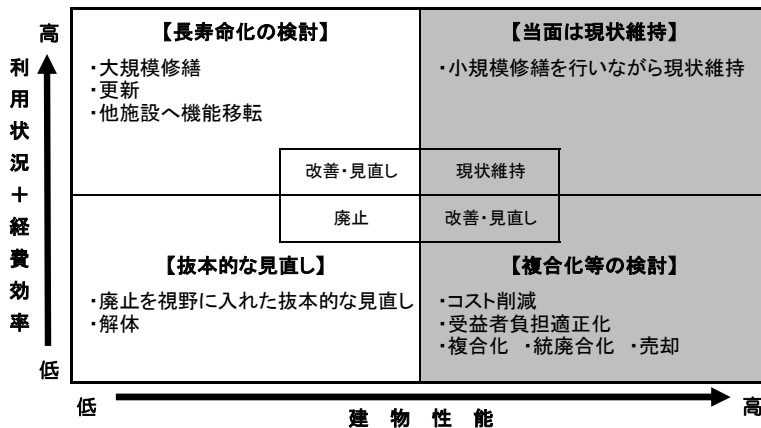 高
利用状況＋経費効率
低
【長寿命化の検討】
・大規模修繕
・更新
・他施設へ機能移転
【当面は現状維持】
・小規模修繕を行いながら現状維持
改善・見直し
現状維持
廃止
改善・見直し
【抜本的な見直し】
・廃止を視野に入れた抜本的な見直し
・解体
【複合化等の検討】
・コスト削減
・受益者負担適正化
・複合化 ・統廃合化 ・売却
低
建物性能
高